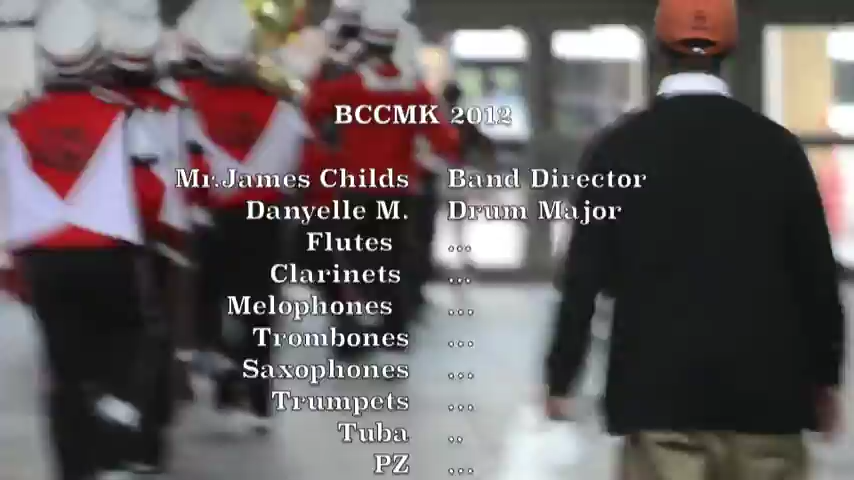 BCCMK 2012
Mr.James Childs Band Director
Danyelle M. Drum Major
Flutes ...
Clarinets ...
Melophones ...
Trombones ...
Saxophones ...
Trumpets ...
Tuba ..
PZ ...